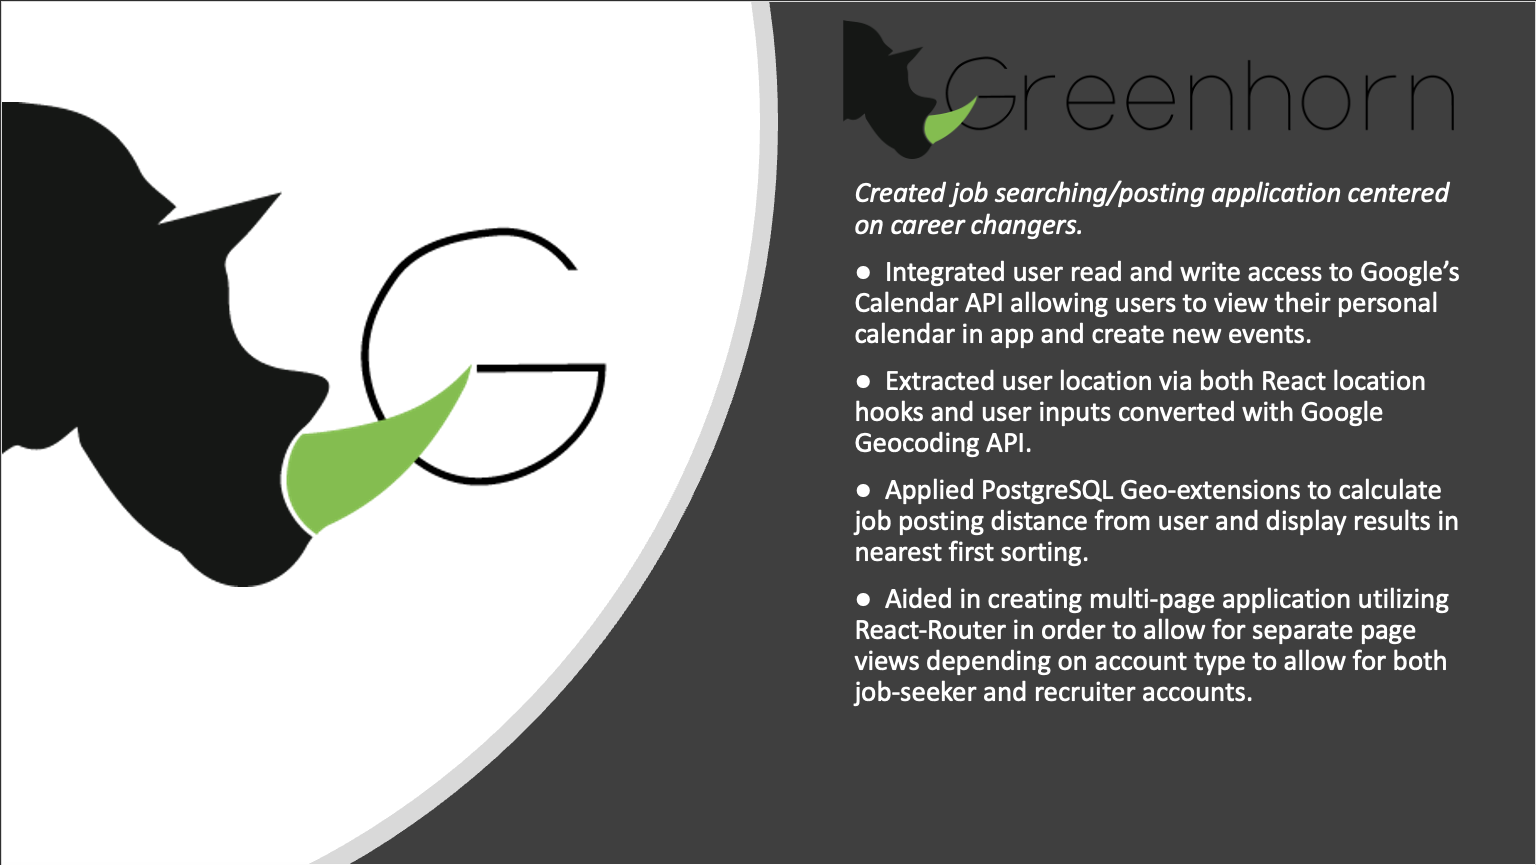 G
Greenhorn
Created job searching/posting application centered
on career changers.
● Integrated user read and write access to Google’s
Calendar API allowing users to view their personal
calendar in app and create new events.
● Extracted user location via both React location
hooks and user inputs converted with Google
Geocoding API.
● Applied PostgreSQL Geo-extensions to calculate
job posting distance from user and display results in
nearest first sorting.
● Aided in creating multi-page application utilizing
React-Router in order to allow for separate page
views depending on account type to allow for both
job-seeker and recruiter accounts.